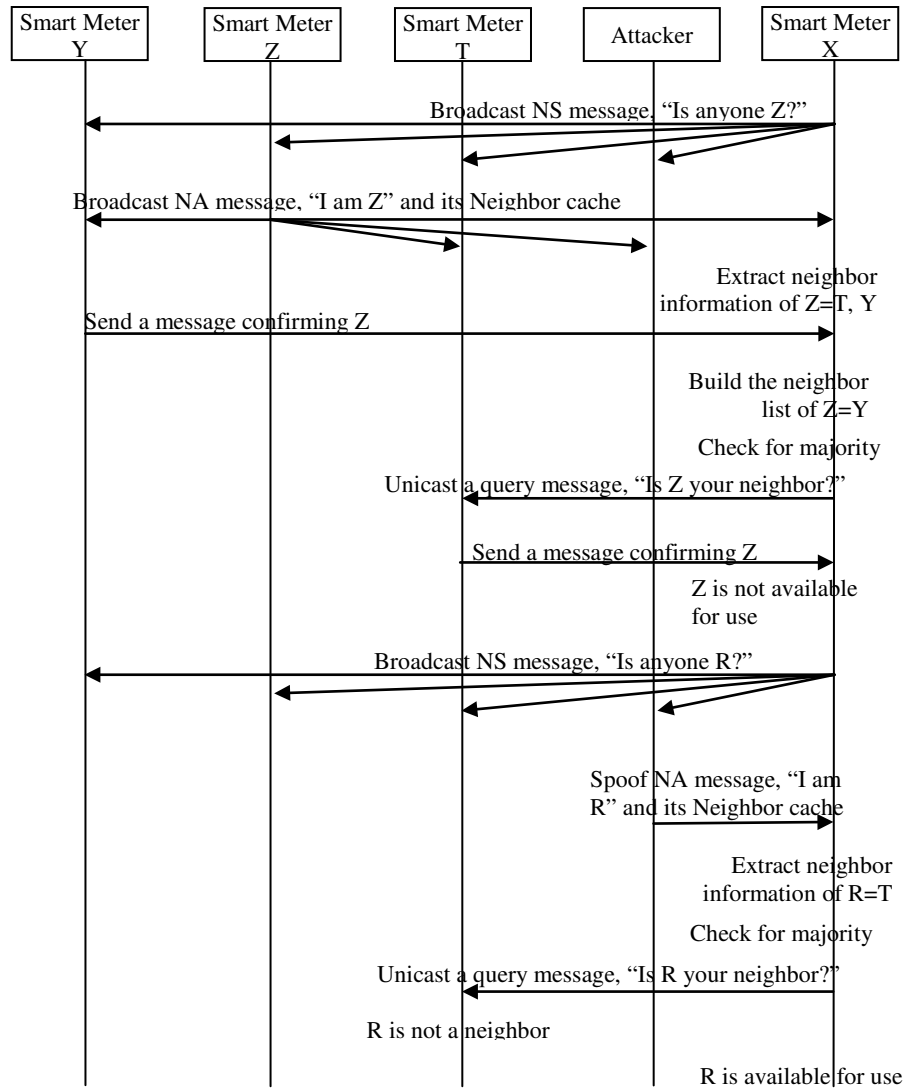 Smart Meter
Y
Smart Meter
Z
Smart Meter
T
Attacker
Smart Meter
X
Broadcast NS message, “Is anyone Z?”
Broadcast NA message, “I am Z” and its Neighbor cache
Extract neighbor
information of Z=T, Y
Send a message confirming Z
Build the neighbor
list of Z=Y
Check for majority
Unicast a query message, “Is Z your neighbor?”
Send a message confirming Z
Z is not available
for use
Broadcast NS message, “Is anyone R?”
Spoof NA message, “I am
R” and its Neighbor cache
Extract neighbor
information of R=T
Check for majority
Unicast a query message, “Is R your neighbor?”
R is not a neighbor
R is available for use